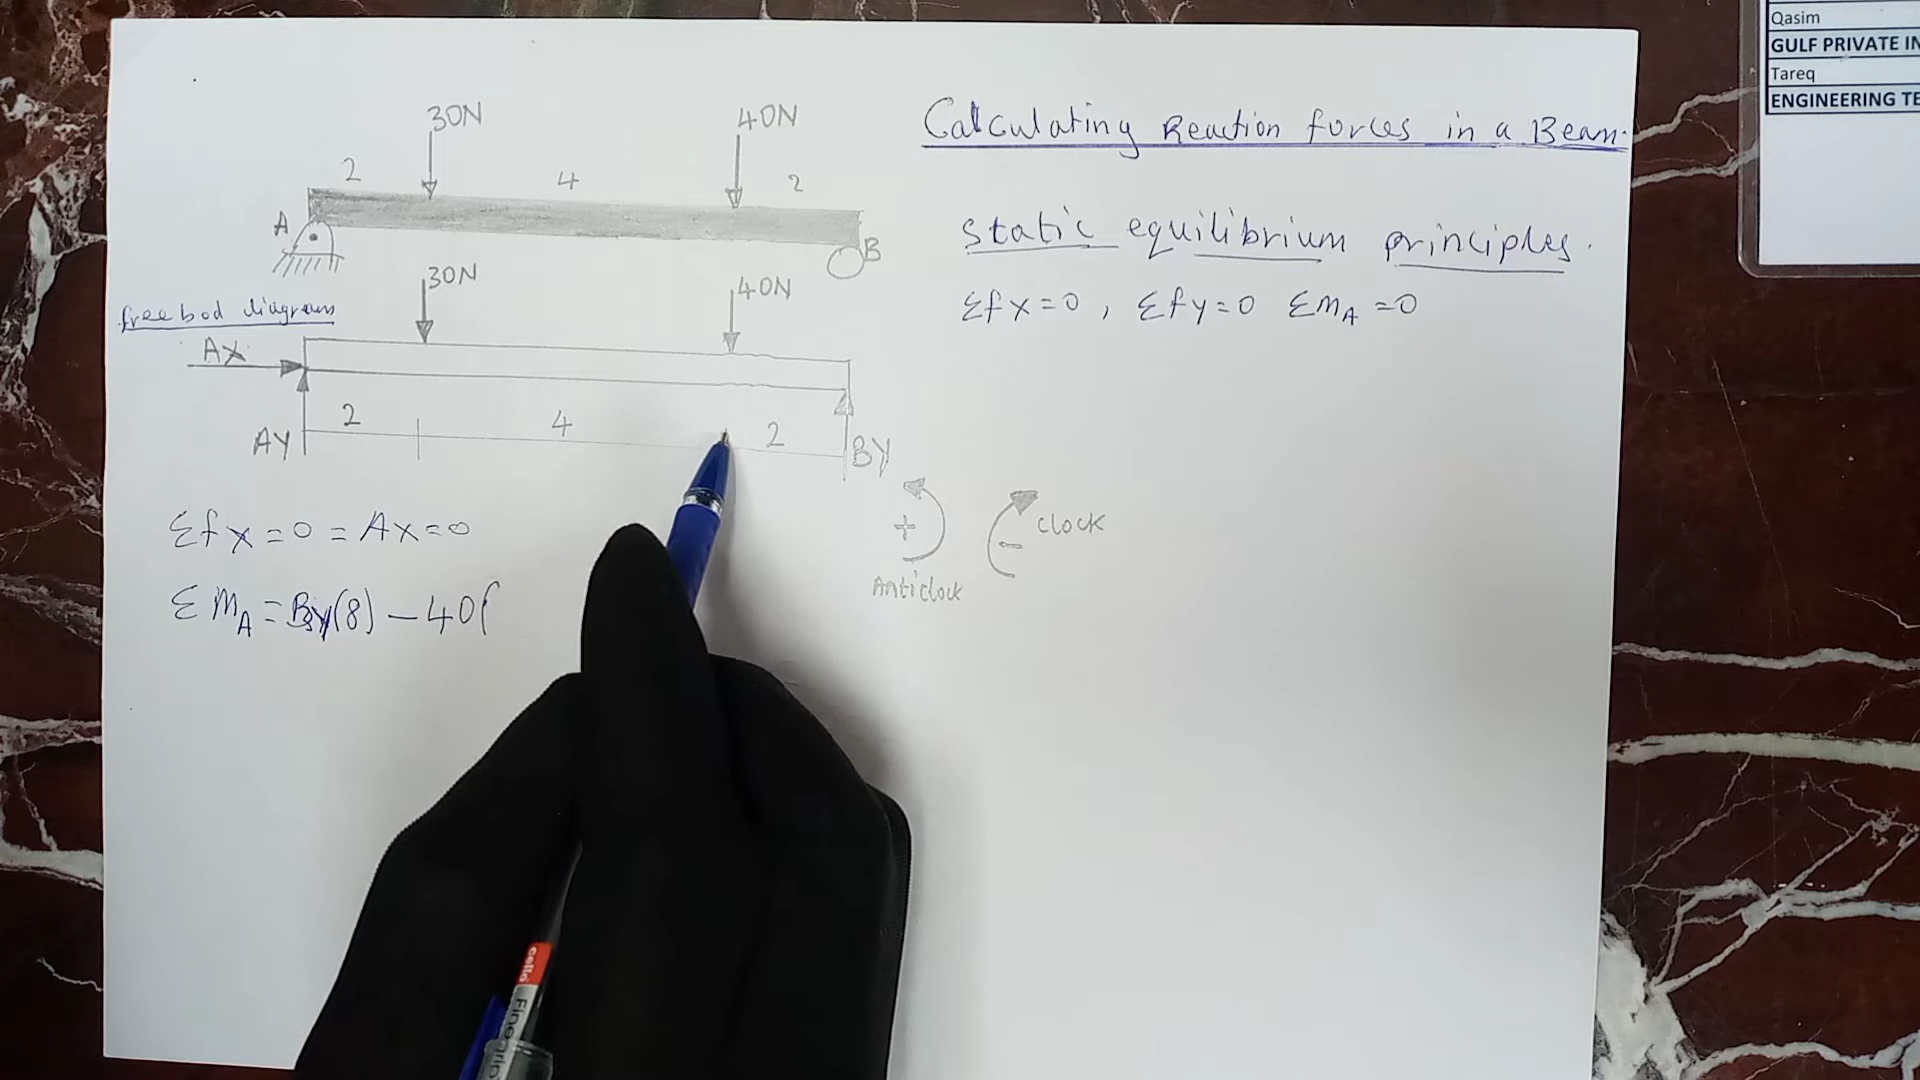 Qasim
GULF PRIVATE IN
Tareq
ENGINEERING TE
Calculating Reaction forces in a Beam.
30N
40N
2
4
2
A
B
static equilibrium principles.
Σfx=0, Σfy=0 ΣmA=0
free bod diagram
30N
40N
Ax
2
4
2
AY
BY
+
Anticlock
-
clock
Σfx=0=Ax=0
ΣMA=By(8)-40(
cello
Finegrip